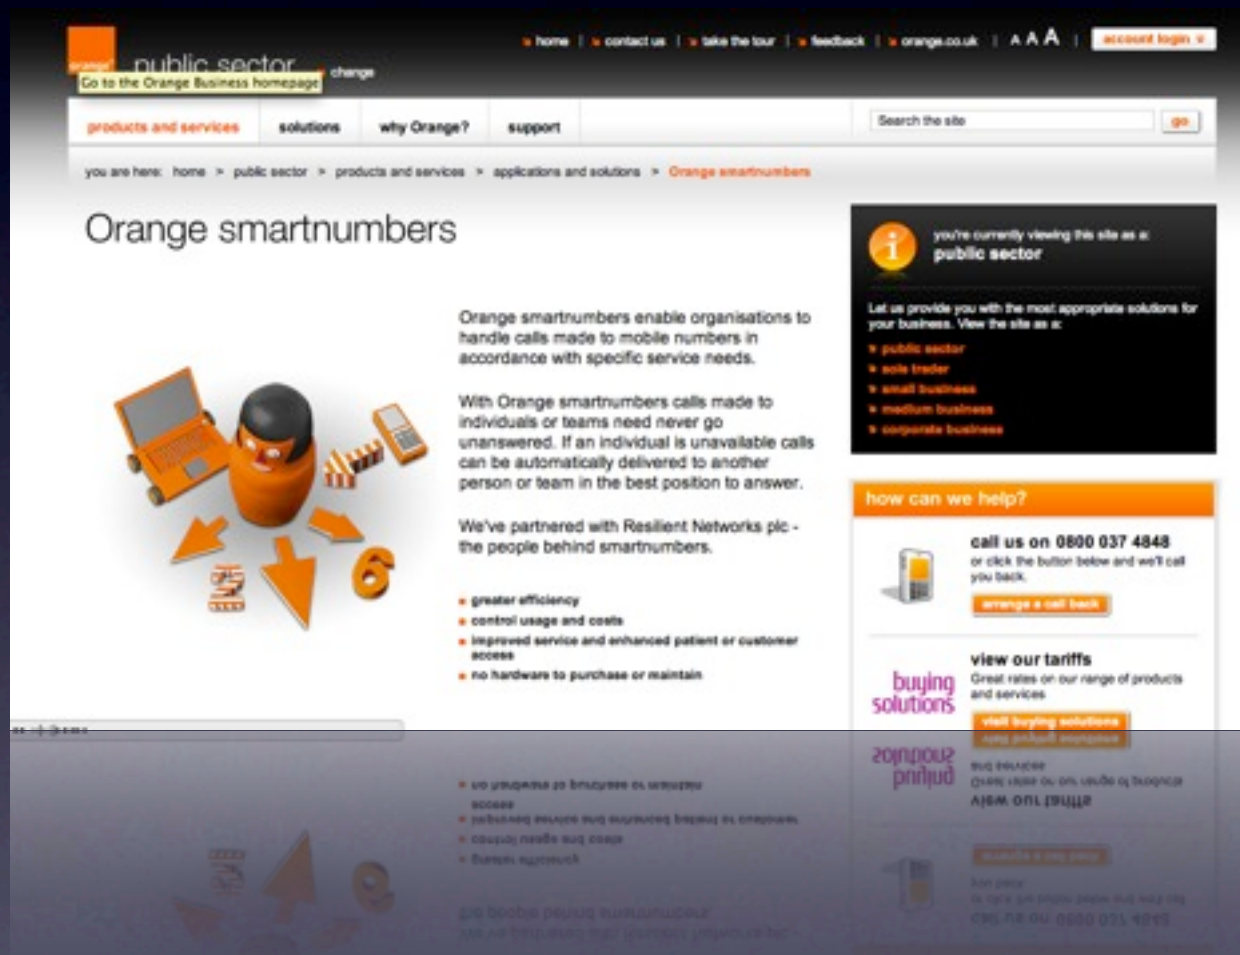 home | contact us | take the tour | feedback | orange.co.uk | A A A | account login
orange
public sector
change
Go to the Orange Business homepage
products and services
solutions
why Orange?
support
Search the site
go
you are here: home > public sector > products and services > applications and solutions > Orange smartnumbers
Orange smartnumbers
Orange smartnumbers enable organisations to
handle calls made to mobile numbers in
accordance with specific service needs.
With Orange smartnumbers calls made to
individuals or teams need never go
unanswered. If an individual is unavailable calls
can be automatically delivered to another
person or team in the best position to answer.
We've partnered with Resilient Networks plc -
the people behind smartnumbers.
greater efficiency
control usage and costs
improved service and enhanced patient or customer
access
no hardware to purchase or maintain
6
i
you're currently viewing this site as a:
public sector
Let us provide you with the most appropriate solutions for
your business. View the site as a:
public sector
sole trader
small business
medium business
corporate business
how can we help?
call us on 0800 037 4848
or click the button below and we'll call
you back.
arrange a call back
buying
solutions
view our tariffs
Great rates on our range of products
and services
visit buying solutions